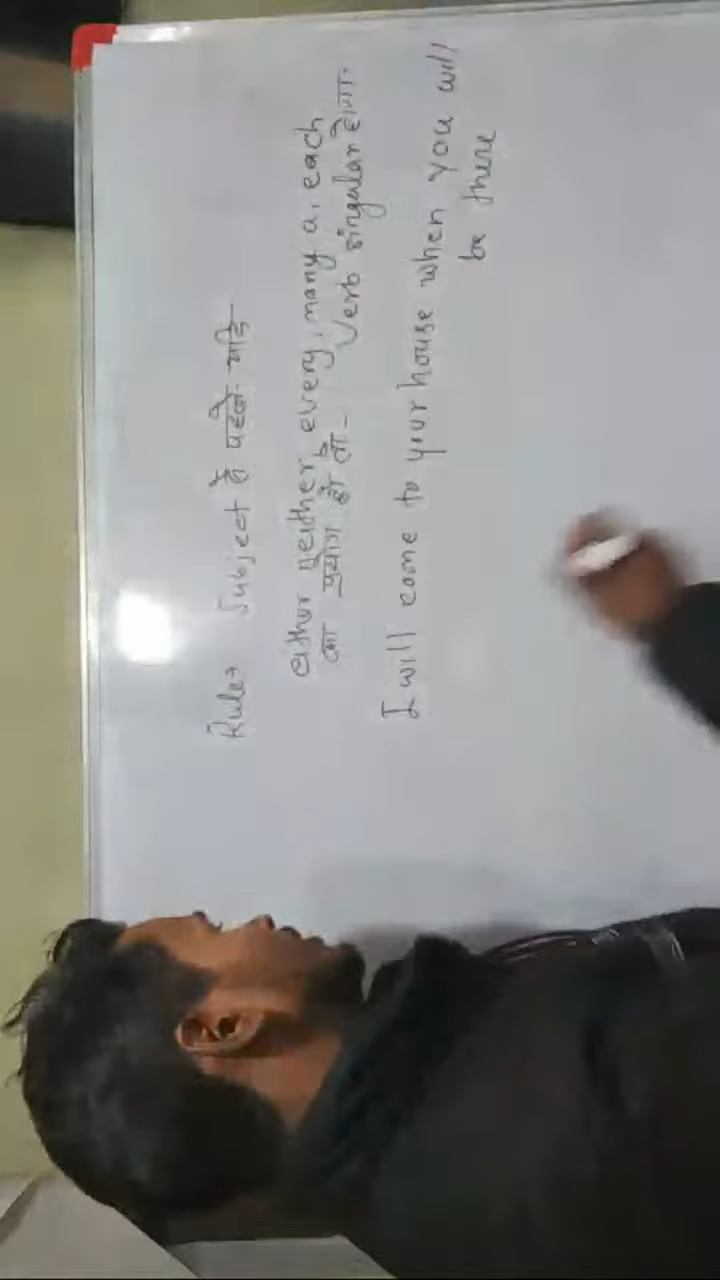 Rule → Subject से पहले यदि
either neither, every, many a, each
का प्रयोग हो तो - Verb singular होगा.
I will come to your house when you will
be there